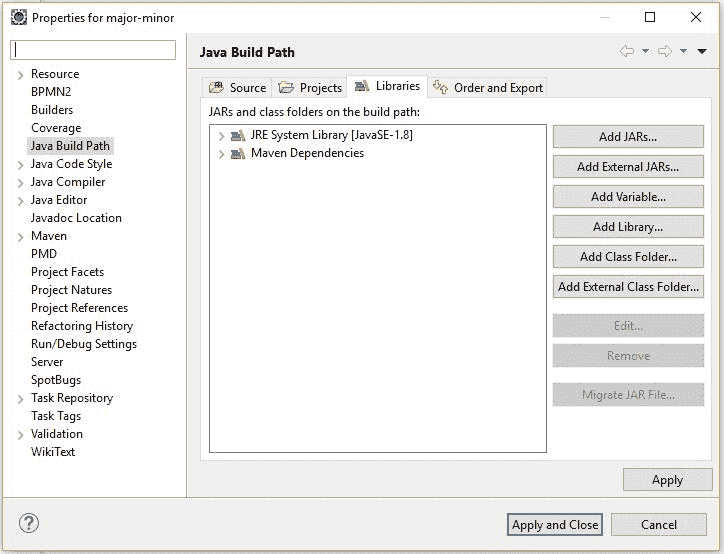 Properties for major-minor
Resource
BPMN2
Builders
Coverage
Java Build Path
Java Code Style
Java Compiler
Java Editor
Javadoc Location
Maven
PMD
Project Facets
Project Natures
Project References
Refactoring History
Run/Debug Settings
Server
SpotBugs
Task Repository
Task Tags
Validation
WikiText
Java Build Path
Source Projects Libraries Order and Export
JARs and class folders on the build path:
JRE System Library [JavaSE-1.8]
Maven Dependencies
Add JARs...
Add External JARs...
Add Variable...
Add Library...
Add Class Folder...
Add External Class Folder...
Edit...
Remove
Migrate JAR File...
Apply
? Apply and Close Cancel